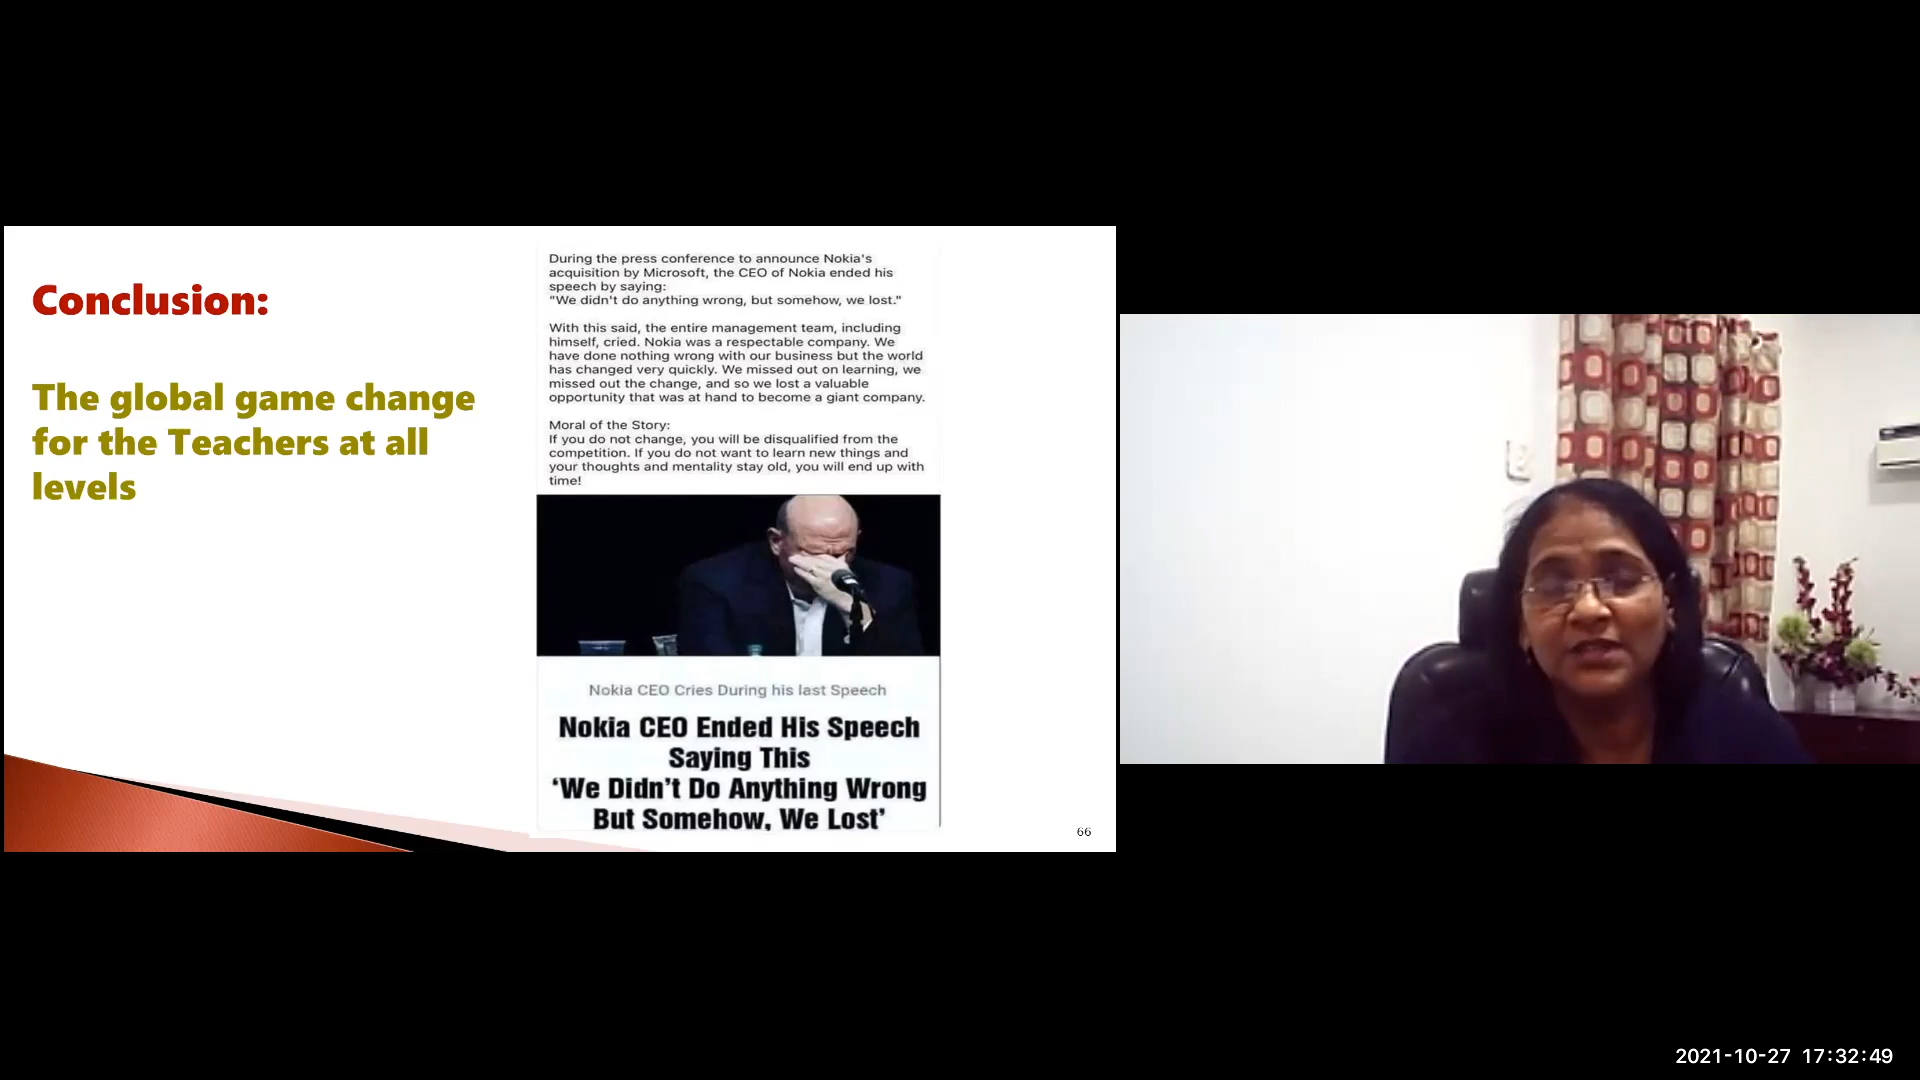 Conclusion:
The global game change
for the Teachers at all
levels
During the press conference to announce Nokia's
acquisition by Microsoft, the CEO of Nokia ended his
speech by saying:
"We didn't do anything wrong, but somehow, we lost."
With this said, the entire management team, including
himself, cried. Nokia was a respectable company. We
have done nothing wrong with our business but the world
has changed very quickly. We missed out on learning, we
missed out the change, and so we lost a valuable
opportunity that was at hand to become a giant company.
Moral of the Story:
If you do not change, you will be disqualified from the
competition. If you do not want to learn new things and
your thoughts and mentality stay old, you will end up with
time!
Nokia CEO Cries During his last Speech
Nokia CEO Ended His Speech
Saying This
‘We Didn’t Do Anything Wrong
But Somehow, We Lost’
66
2021-10-27 17:32:49